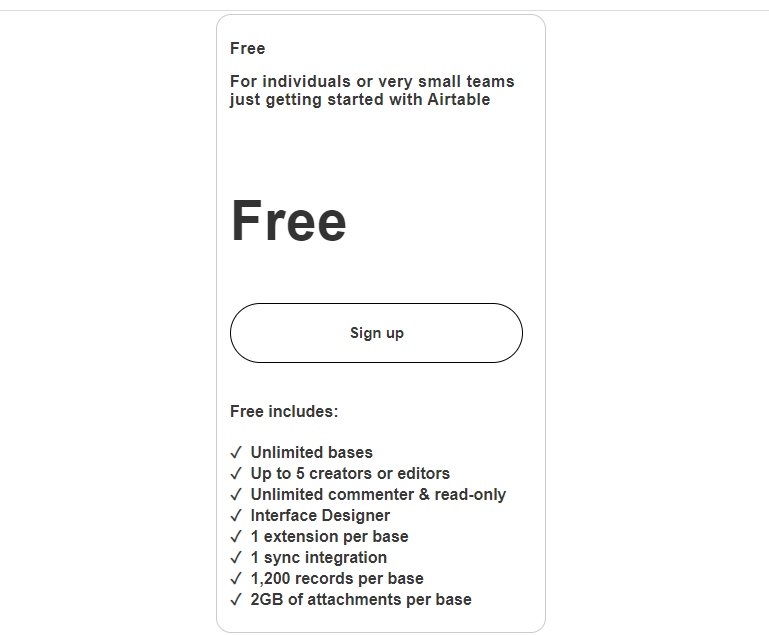 Free
For individuals or very small teams
just getting started with Airtable
Free
Sign up
Free includes:
✓ Unlimited bases
✓ Up to 5 creators or editors
✓ Unlimited commenter & read-only
✓ Interface Designer
✓ 1 extension per base
✓ 1 sync integration
✓ 1,200 records per base
✓ 2GB of attachments per base